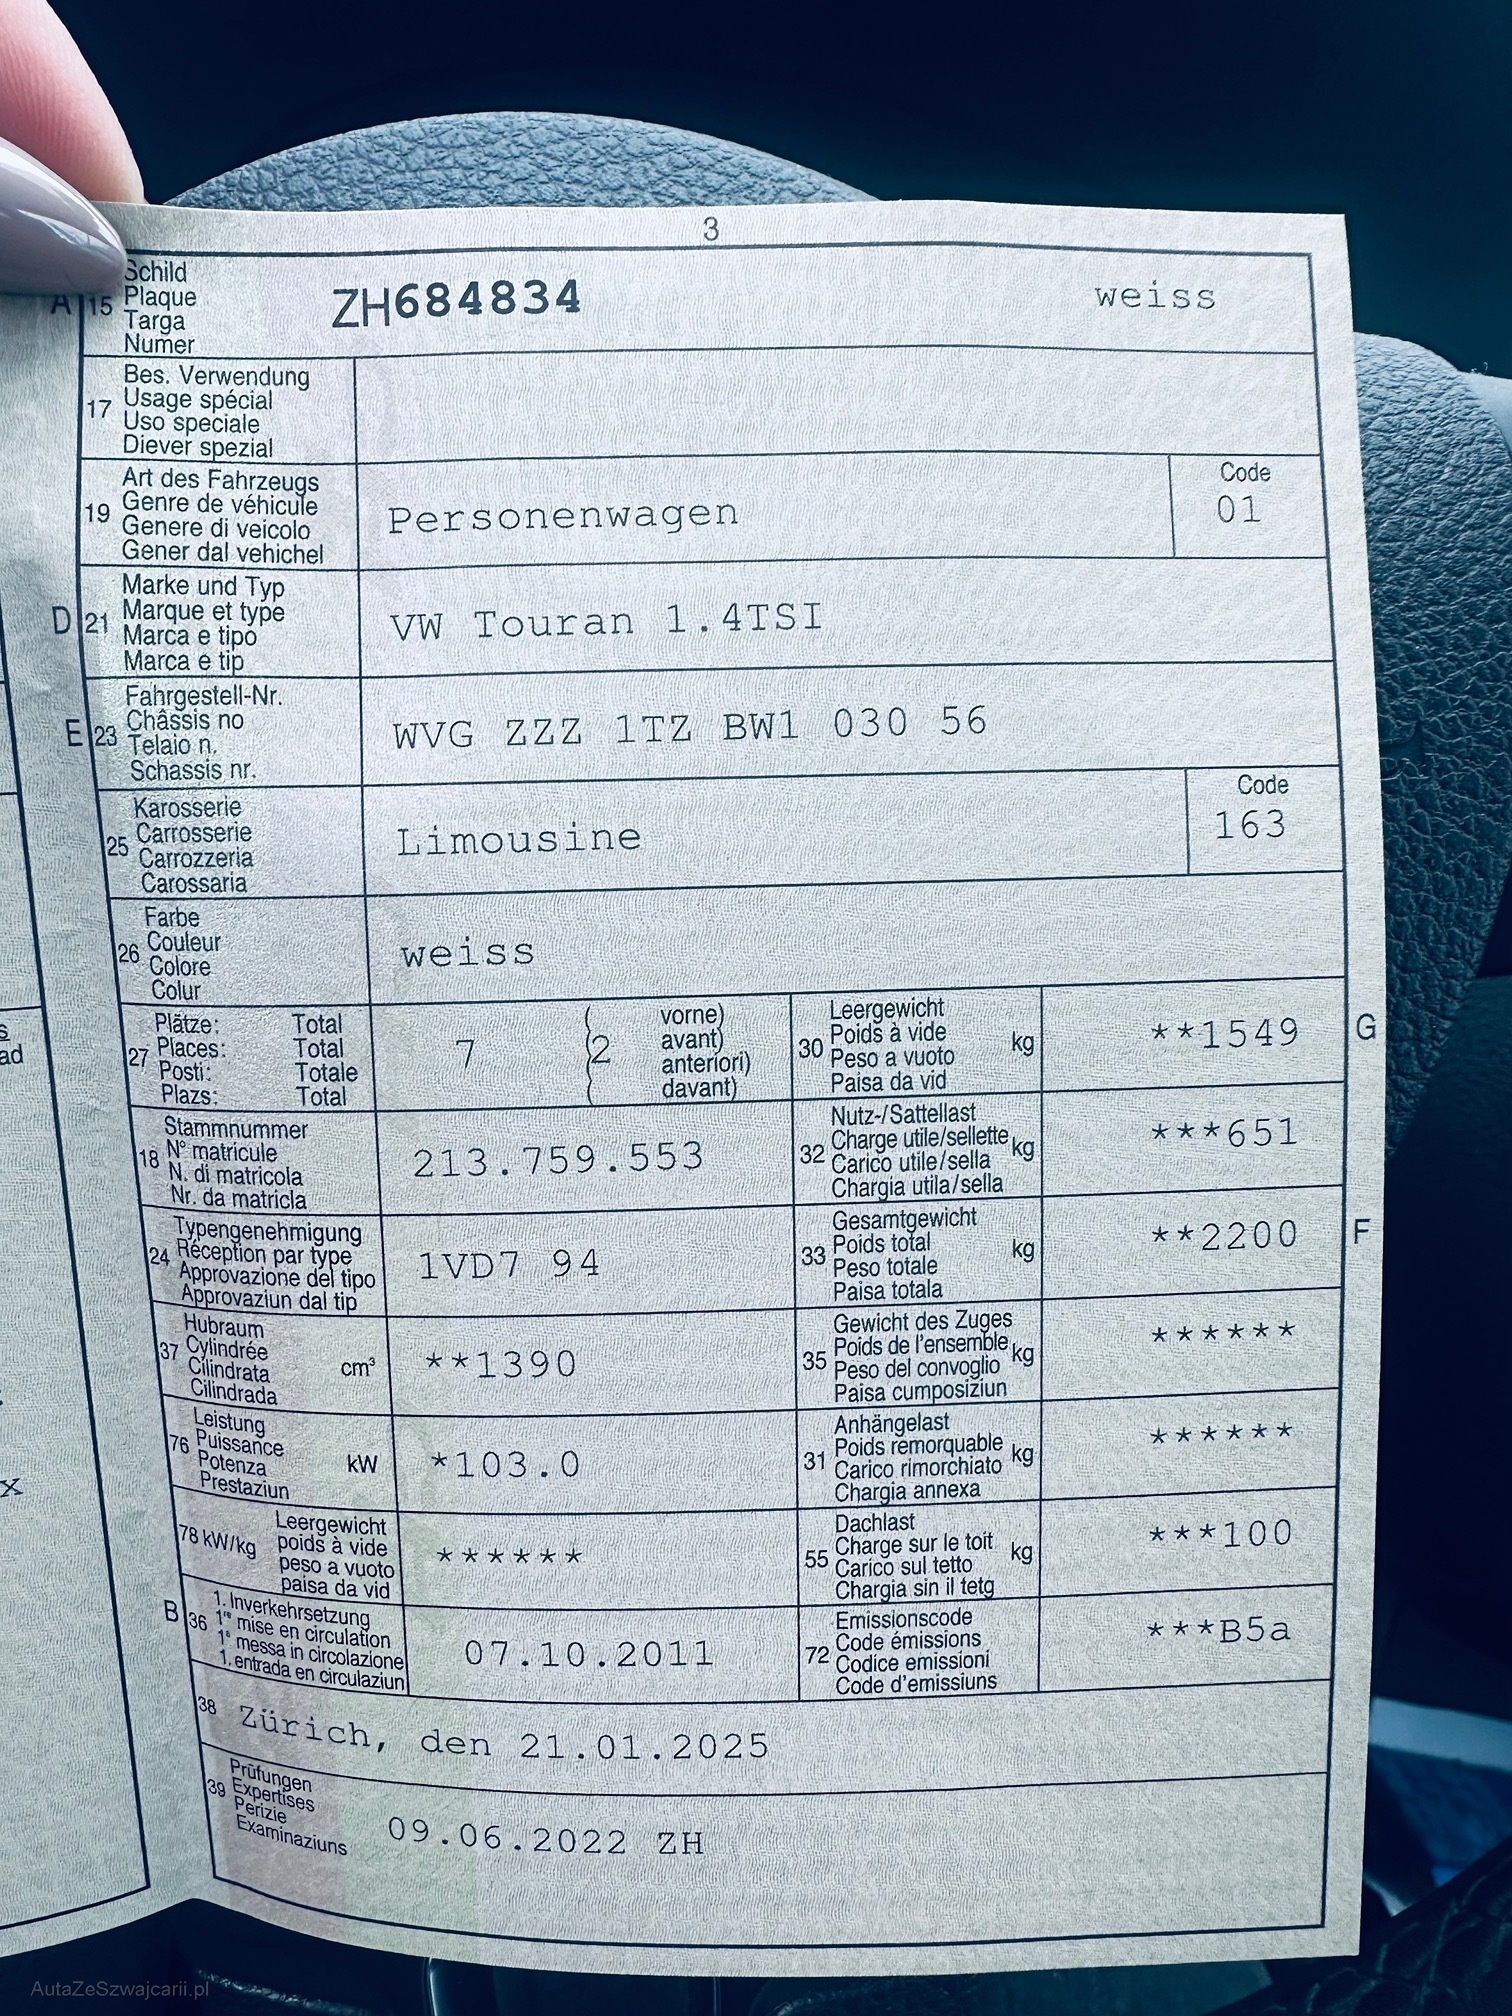 3
A 15 Schild
Plaque
Targa
Numer
ZH684834 weiss
17 Bes. Verwendung
Usage spécial
Uso speciale
Diever spezial
19 Art des Fahrzeugs
Genre de véhicule
Genere di veicolo
Gener dal vehichel
Personenwagen
Code
01
D 21 Marke und Typ
Marque et type
Marca e tipo
Marca e tip
VW Touran 1.4TSI
E 23 Fahrgestell-Nr.
Châssis no
Telaio n.
Schassis nr.
WVG ZZZ 1TZ BW1 030 56
25 Karosserie
Carrosserie
Carrozzeria
Carossaria
Limousine
Code
163
26 Farbe
Couleur
Colore
Colur
weiss
27 Plätze: Total
Places: Total
Posti: Totale
Plazs: Total
7 (2 vorne)
avant)
anteriori)
davant)
30 Leergewicht
Poids à vide
Peso a vuoto
Paisa da vid
kg
**1549 G
18 Stammnummer
N° matricule
N. di matricola
Nr. da matricla
213.759.553
32 Nutz-/Sattellast
Charge utile/sellette
Carico utile/sella
Chargia utila/sella
kg
***651
24 Typengenehmigung
Réception par type
Approvazione del tipo
Approvaziun dal tip
1VD7 94
33 Gesamtgewicht
Poids total
Peso totale
Paisa totala
kg
**2200 F
37 Hubraum
Cylindrée
Cilindrata
Cilindrada
cm³
**1390
35 Gewicht des Zuges
Poids de l'ensemble
Peso del convoglio
Paisa cumposiziun
kg
******
76 Leistung
Puissance
Potenza
Prestaziun
kW
*103.0
31 Anhängelast
Poids remorquable
Carico rimorchiato
Chargia annexa
kg
******
78 kW/kg Leergewicht
poids à vide
peso a vuoto
paisa da vid
******
55 Dachlast
Charge sur le toit
Carico sul tetto
Chargia sin il tetg
kg
***100
B 36 1. Inverkehrsetzung
1re mise en circulation
1a messa in circolazione
1. entrada en circulaziun
07.10.2011
72 Emissionscode
Code émissions
Codice emissioni
Code d'emissiuns
***B5a
38 Zürich, den 21.01.2025
39 Prüfungen
Expertises
Perizie
Examinaziuns
09.06.2022 ZH
s
ad
x
AutaZeSzwajcarii.pl